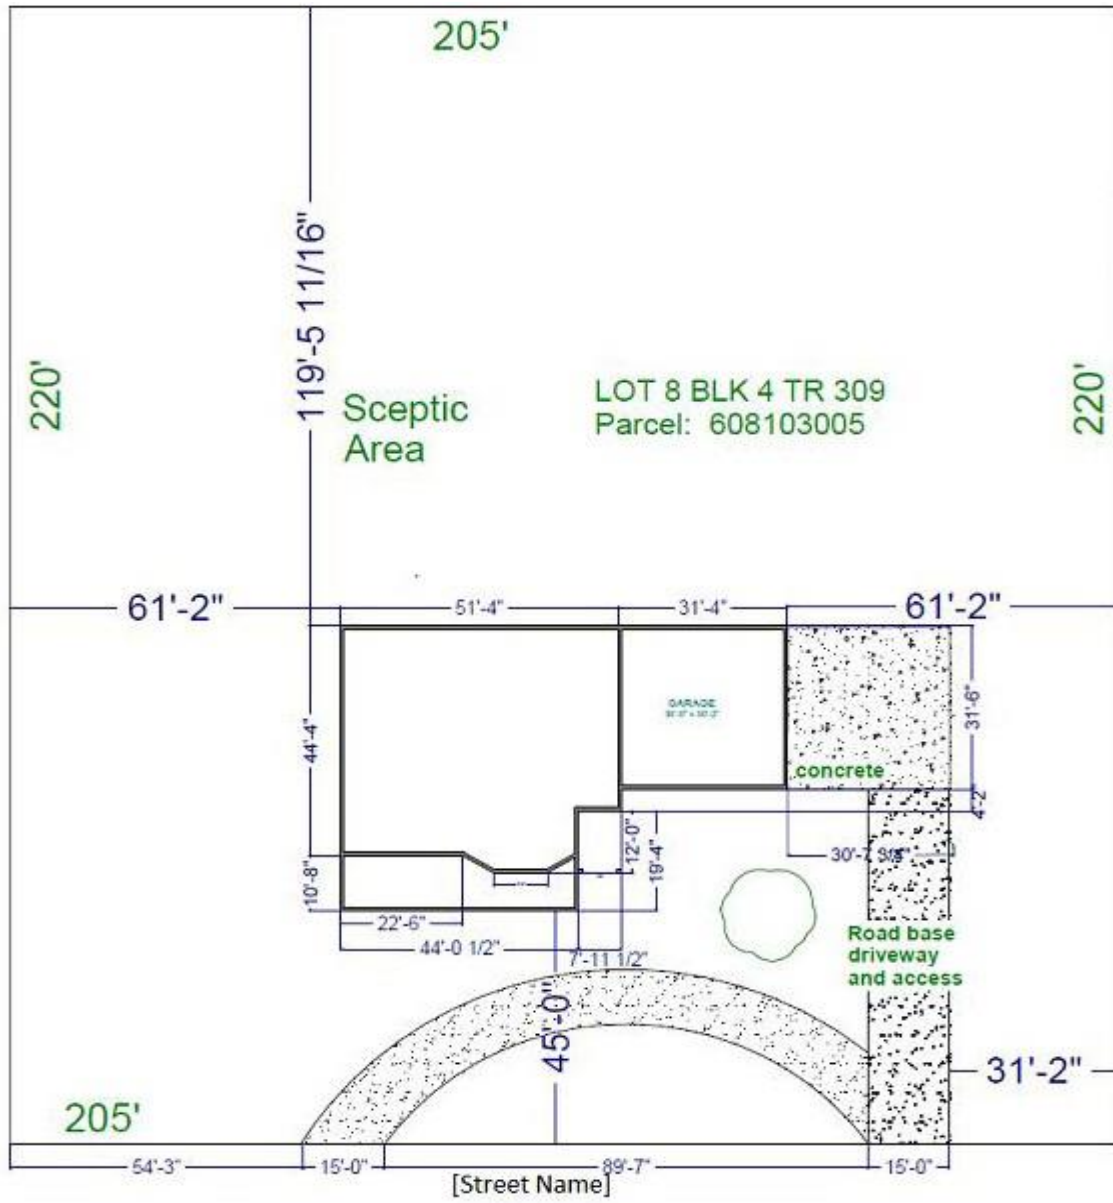 205'
119'-5 11/16"
220'
220'
Sceptic
Area
LOT 8 BLK 4 TR 309
Parcel: 608103005
61'-2"
51'-4"
31'-4"
61'-2"
44'-4"
GARAGE
31'-6"
concrete
4'-2"
12'-0"
19'-4"
30'-7 3/4"
10'-8"
22'-6"
44'-0 1/2"
7'-11 1/2"
Road base
driveway
and access
45'-0"
31'-2"
205'
54'-3"
15'-0"
89'-7"
15'-0"
[Street Name]